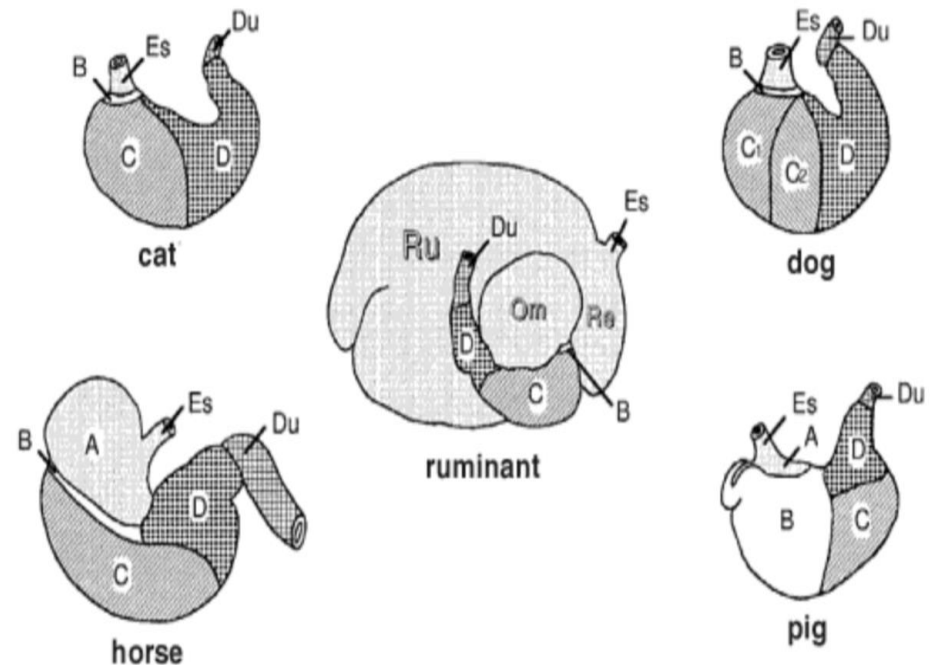 Du
Es
B
C
D
cat
Es
Du
B
C1
C2
D
dog
Es
Du
Ru
Om
Re
D
C
B
ruminant
Es
Du
B
A
D
C
horse
Es
A
Du
D
B
C
pig